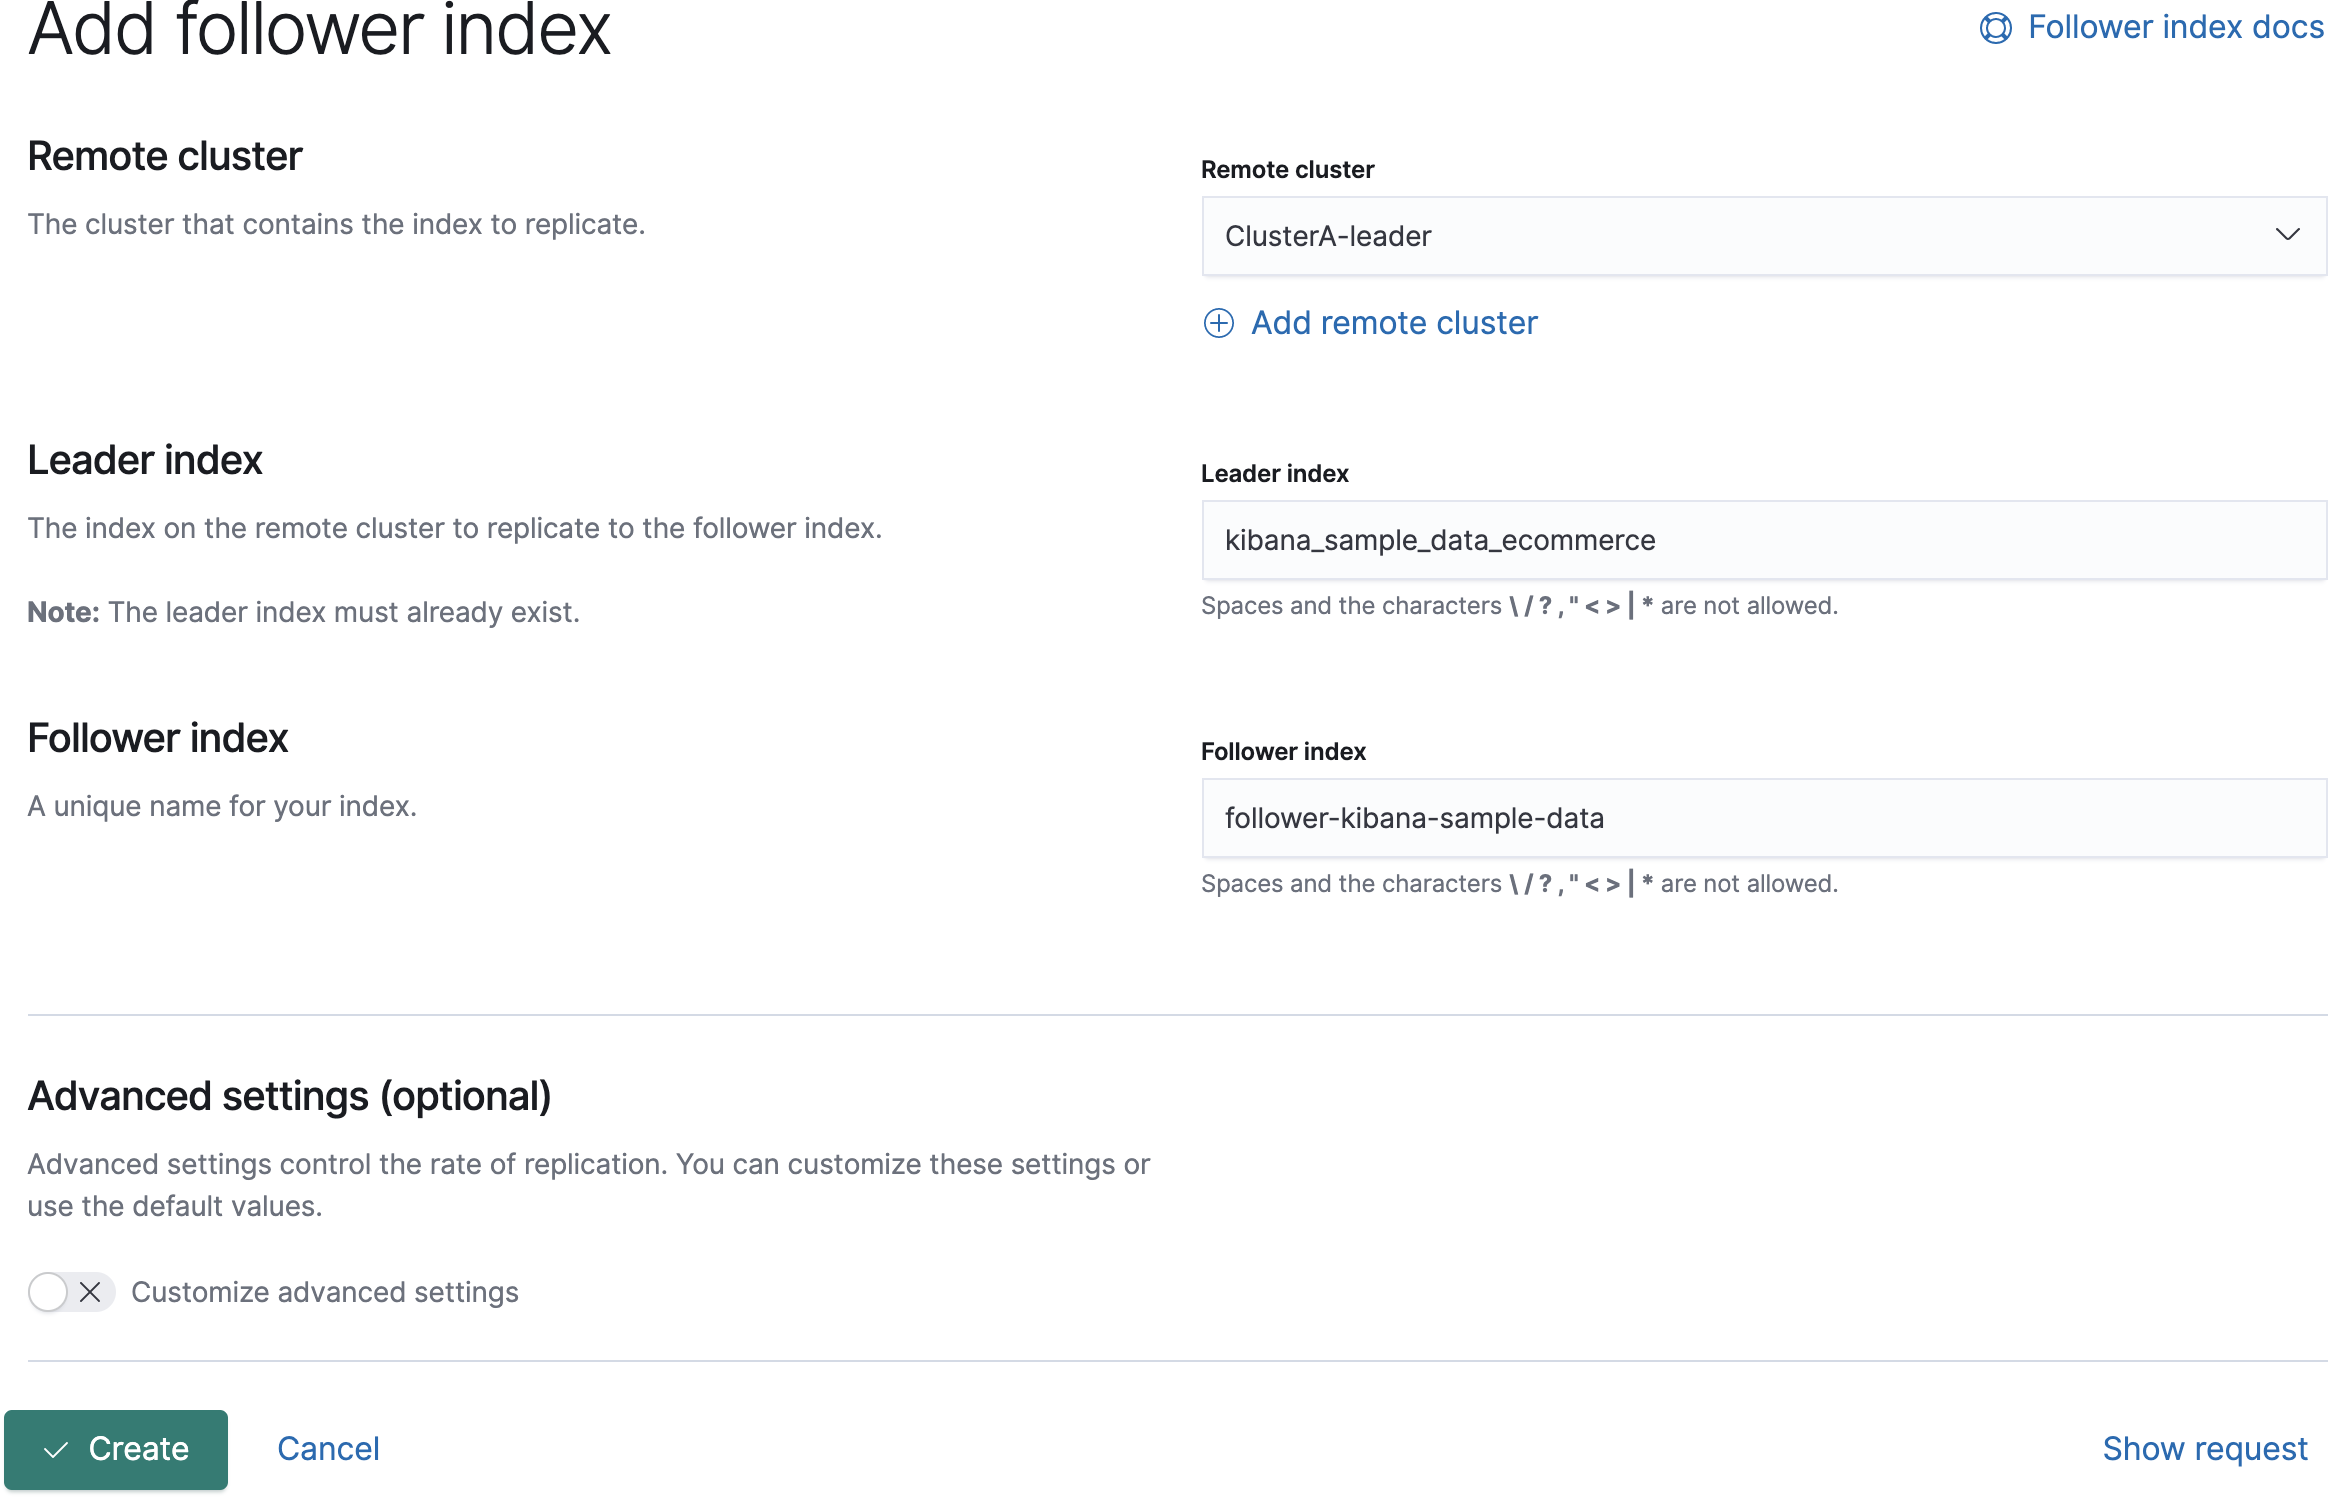 Add follower index
Follower index docs
Remote cluster
The cluster that contains the index to replicate.
Remote cluster
ClusterA-leader
Add remote cluster
Leader index
The index on the remote cluster to replicate to the follower index.
Note: The leader index must already exist.
Leader index
kibana_sample_data_ecommerce
Spaces and the characters \ / ? , " < > | * are not allowed.
Follower index
A unique name for your index.
Follower index
follower-kibana-sample-data
Spaces and the characters \ / ? , " < > | * are not allowed.
Advanced settings (optional)
Advanced settings control the rate of replication. You can customize these settings or
use the default values.
Customize advanced settings
Create
Cancel
Show request